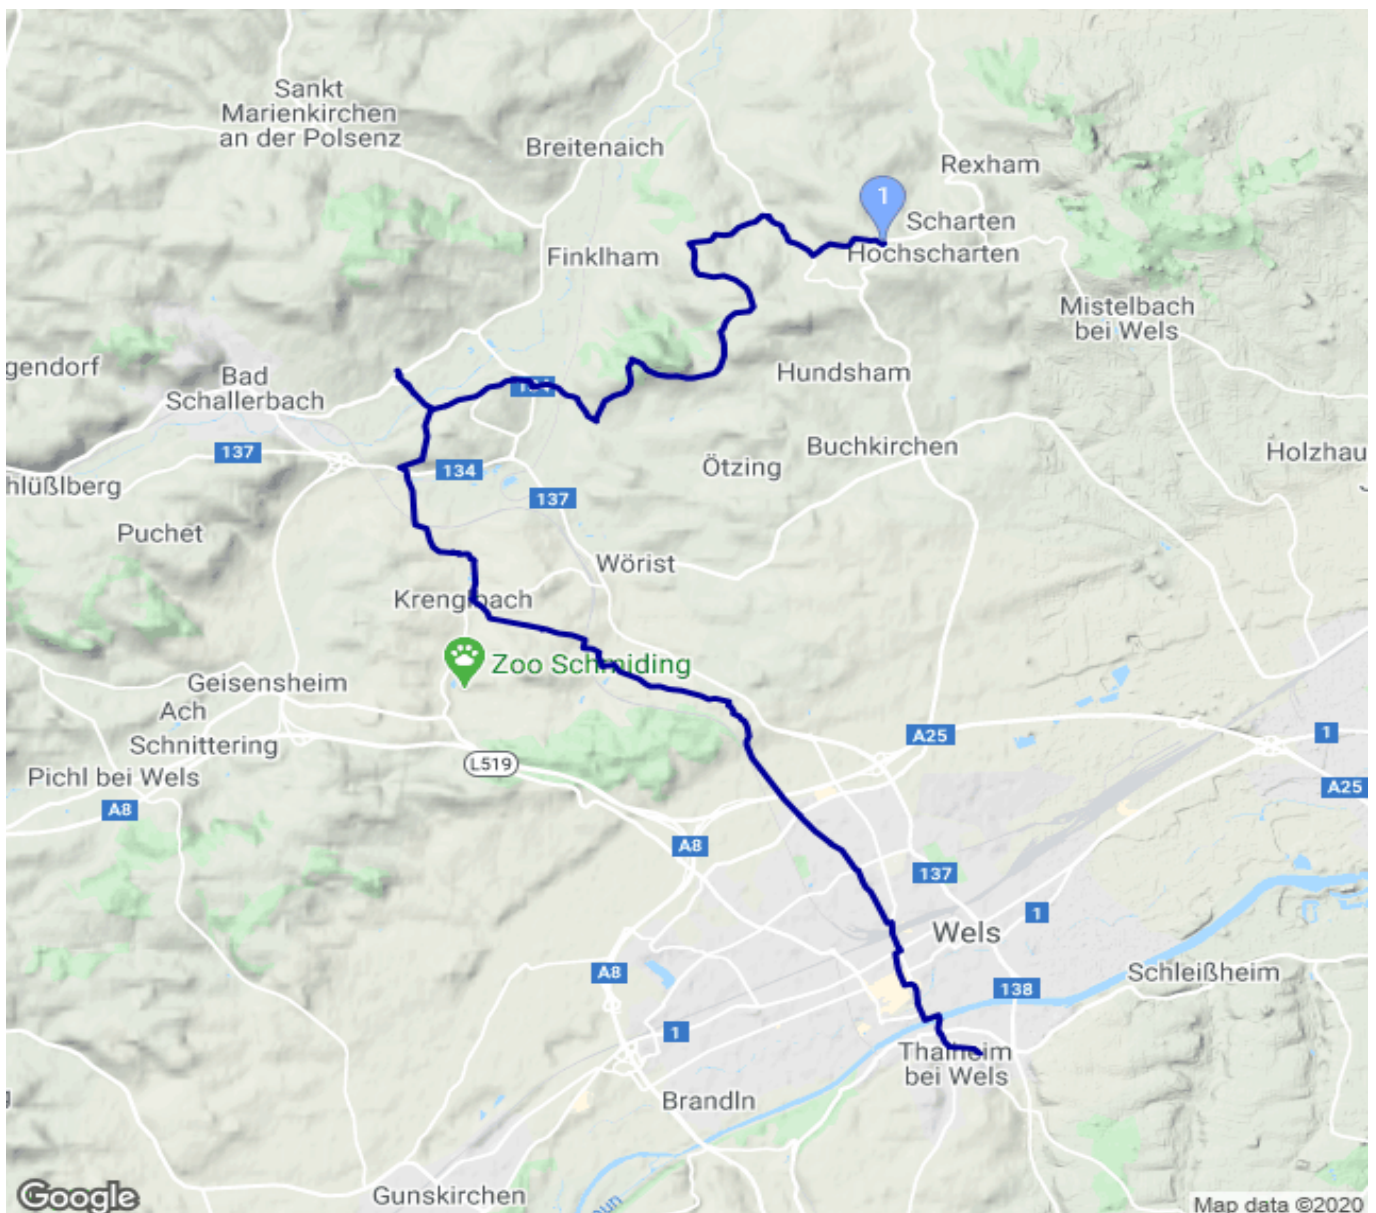 Sankt
Marienkirchen
an der Polsenz
Breitenaich
Rexham
1
Scharten
Hochscharten
Finklham
Mistelbach
bei Wels
gendorf
Bad
Schallerbach
Hundsham
137
134
Buchkirchen
Ötzing
Holzhau
hlüßlberg
137
Puchet
Wörist
Krenglbach
Zoo Schmiding
Geisensheim
Ach
Schnittering
A25
1
L519
Pichl bei Wels
A8
A25
A8
137
1
Wels
A8
138
Schleißheim
1
Thalheim
bei Wels
Brandln
Gunskirchen
Google
Map data ©2020